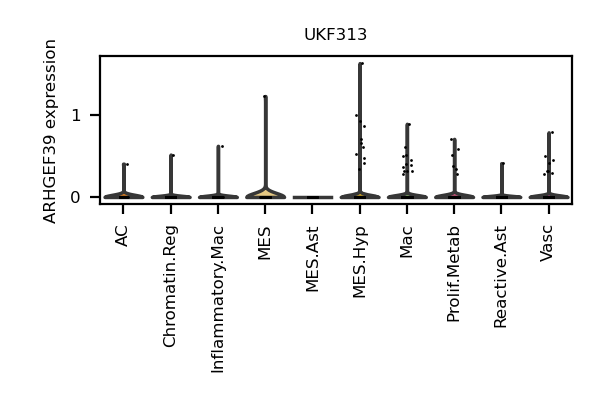 UKF313
ARHGEF39 expression
1
0
AC
Chromatin.Reg
Inflammatory.Mac
MES
MES.Ast
MES.Hyp
Mac
Prolif.Metab
Reactive.Ast
Vasc